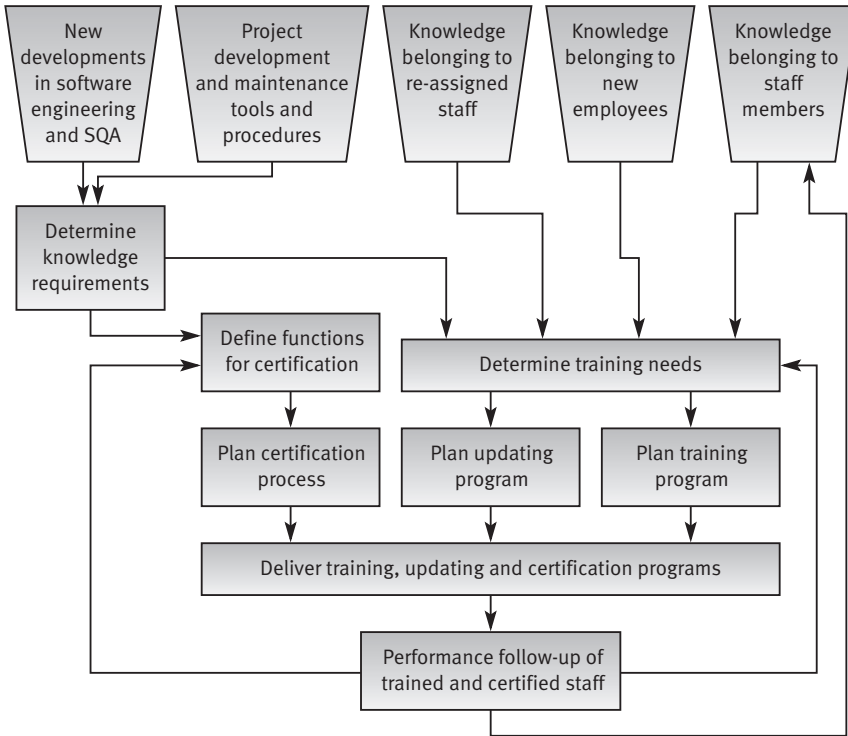 New
developments
in software
engineering
and SQA
Project
development
and maintenance
tools and
procedures
Knowledge
belonging to
re-assigned
staff
Knowledge
belonging to
new
employees
Knowledge
belonging to
staff
members
Determine
knowledge
requirements
Define functions
for certification
Determine training needs
Plan certification
process
Plan updating
program
Plan training
program
Deliver training, updating and certification programs
Performance follow-up of
trained and certified staff